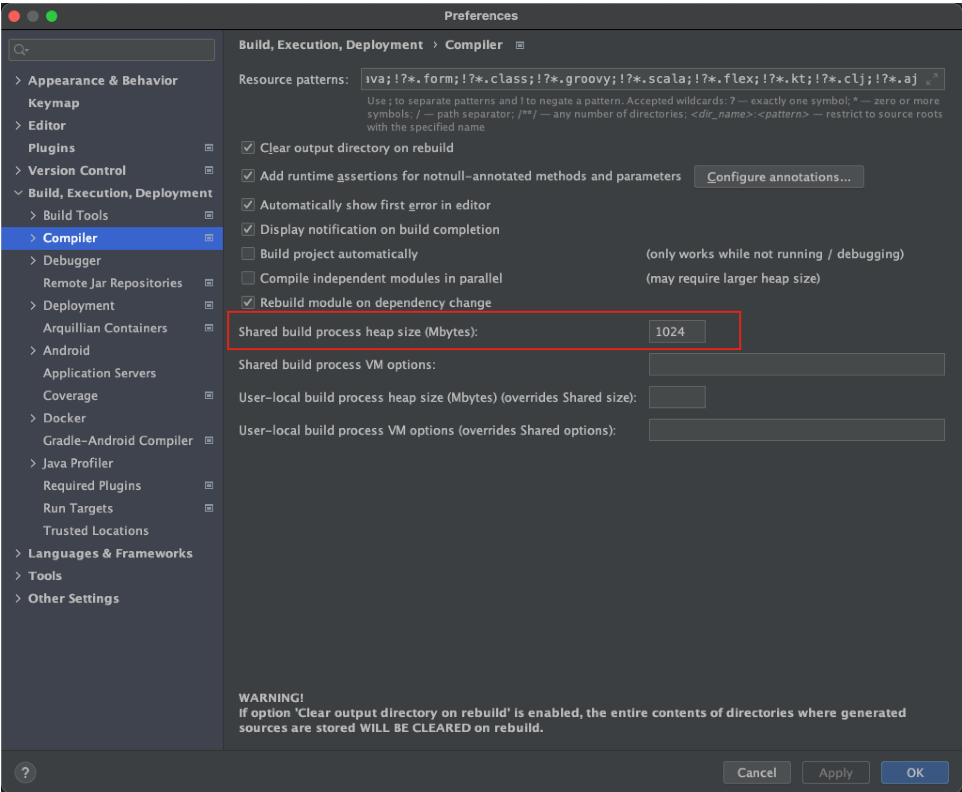 Preferences
Appearance & Behavior
Keymap
Editor
Plugins
Version Control
Build, Execution, Deployment
Build Tools
Compiler
Debugger
Remote Jar Repositories
Deployment
Arquillian Containers
Android
Application Servers
Coverage
Docker
Gradle-Android Compiler
Java Profiler
Required Plugins
Run Targets
Trusted Locations
Languages & Frameworks
Tools
Other Settings
Build, Execution, Deployment › Compiler
Resource patterns: va;!?*.form;!?*.class;!?*.groovy;!?*.scala;!?*.flex;!?*.kt;!?*.clj;!?*.aj
Use ; to separate patterns and ! to negate a pattern. Accepted wildcards: ? — exactly one symbol; * — zero or more
symbols; / — path separator; /**/ — any number of directories; <dir_name>:<pattern> — restrict to source roots
with the specified name
Clear output directory on rebuild
Add runtime assertions for notnull-annotated methods and parameters Configure annotations...
Automatically show first error in editor
Display notification on build completion
Build project automatically (only works while not running / debugging)
Compile independent modules in parallel (may require larger heap size)
Rebuild module on dependency change
Shared build process heap size (Mbytes): 1024
Shared build process VM options:
User-local build process heap size (Mbytes) (overrides Shared size):
User-local build process VM options (overrides Shared options):
WARNING!
If option 'Clear output directory on rebuild' is enabled, the entire contents of directories where generated
sources are stored WILL BE CLEARED on rebuild.
? Cancel Apply OK